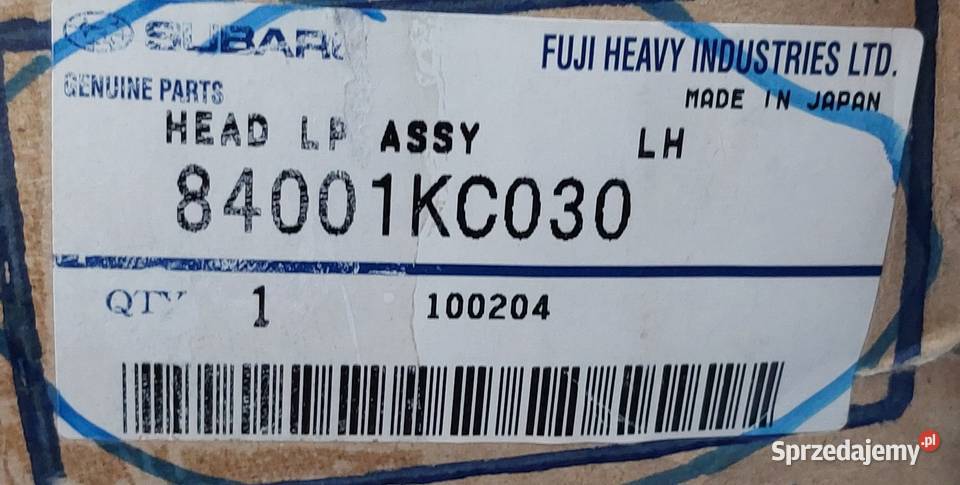 SUBARU
FUJI HEAVY INDUSTRIES LTD.
GENUINE PARTS
MADE IN JAPAN
HEAD LP ASSY LH
84001KC030
QTY 1 100204
Sprzedajemy.pl